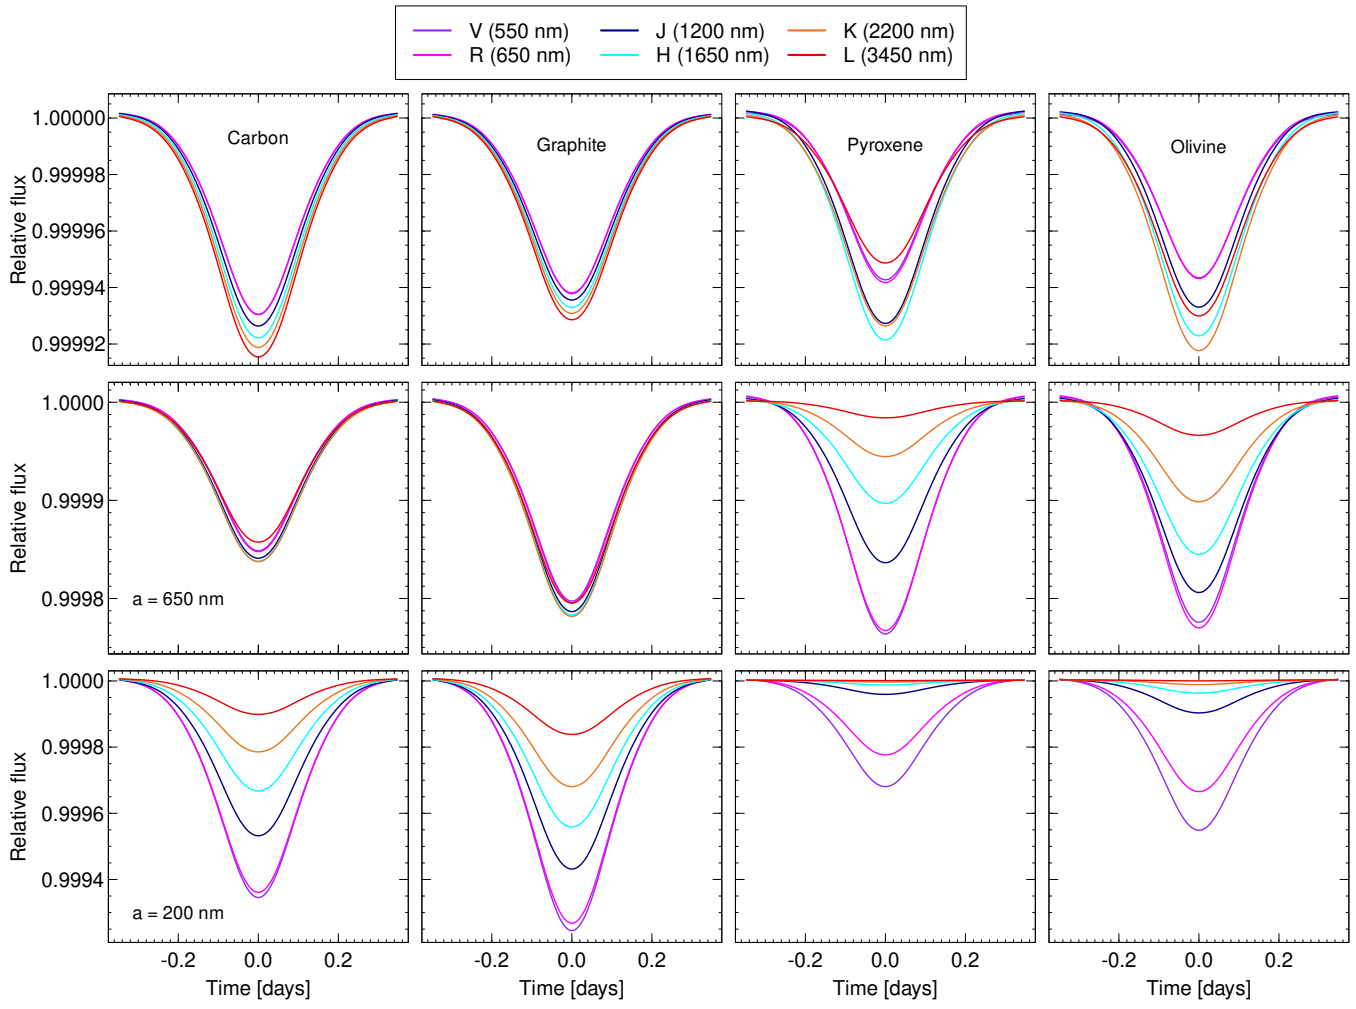 V (550 nm) J (1200 nm) K (2200 nm)
R (650 nm) H (1650 nm) L (3450 nm)
Carbon Graphite Pyroxene Olivine
Relative flux
1.00000
0.99998
0.99996
0.99994
0.99992
Relative flux
1.0000
0.9999
0.9998
a = 650 nm
Relative flux
1.0000
0.9998
0.9996
0.9994
a = 200 nm
-0.2 0.0 0.2 -0.2 0.0 0.2 -0.2 0.0 0.2 -0.2 0.0 0.2
Time [days] Time [days] Time [days] Time [days]